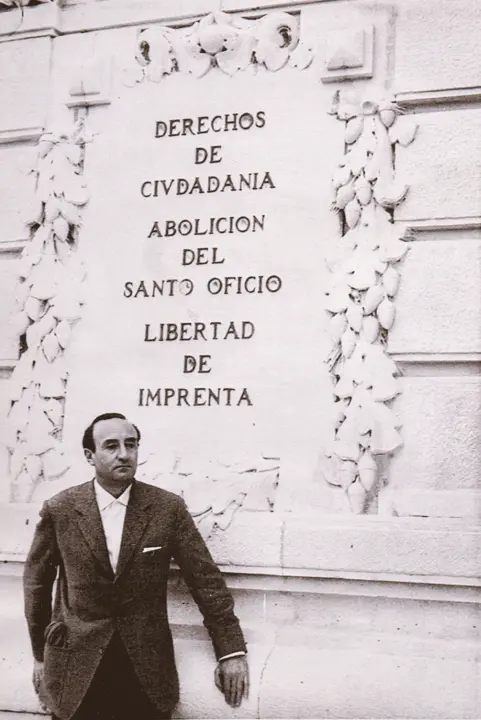 DERECHOS
DE
CIVDADANIA
ABOLICION
DEL
SANTO OFICIO
LIBERTAD
DE
IMPRENTA